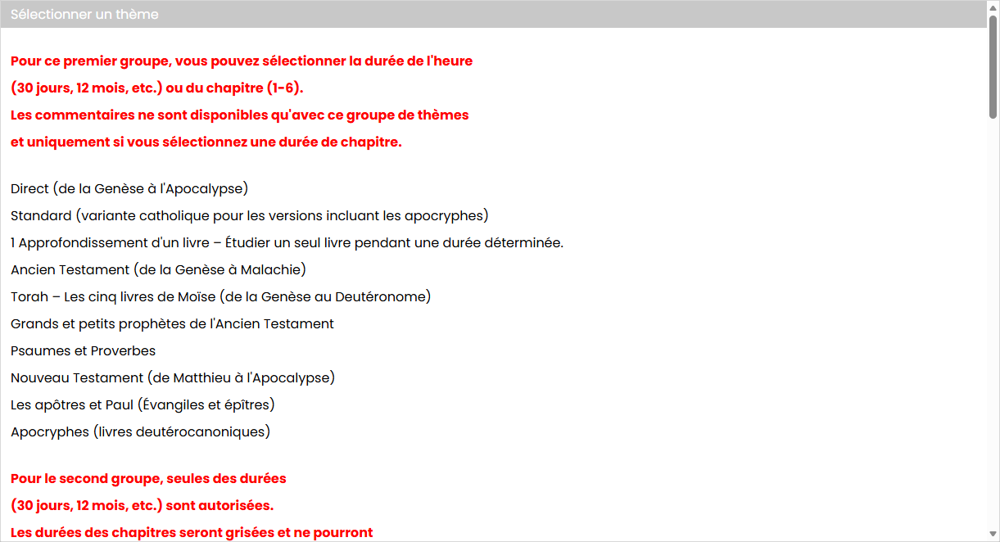 Sélectionner un thème
Pour ce premier groupe, vous pouvez sélectionner la durée de l'heure
(30 jours, 12 mois, etc.) ou du chapitre (1-6).
Les commentaires ne sont disponibles qu'avec ce groupe de thèmes
et uniquement si vous sélectionnez une durée de chapitre.
Direct (de la Genèse à l'Apocalypse)
Standard (variante catholique pour les versions incluant les apocryphes)
1 Approfondissement d'un livre – Étudier un seul livre pendant une durée déterminée.
Ancien Testament (de la Genèse à Malachie)
Torah – Les cinq livres de Moïse (de la Genèse au Deutéronome)
Grands et petits prophètes de l'Ancien Testament
Psaumes et Proverbes
Nouveau Testament (de Matthieu à l'Apocalypse)
Les apôtres et Paul (Évangiles et épîtres)
Apocryphes (livres deutérocanoniques)
Pour le second groupe, seules des durées
(30 jours, 12 mois, etc.) sont autorisées.
Les durées des chapitres seront grisées et ne pourront